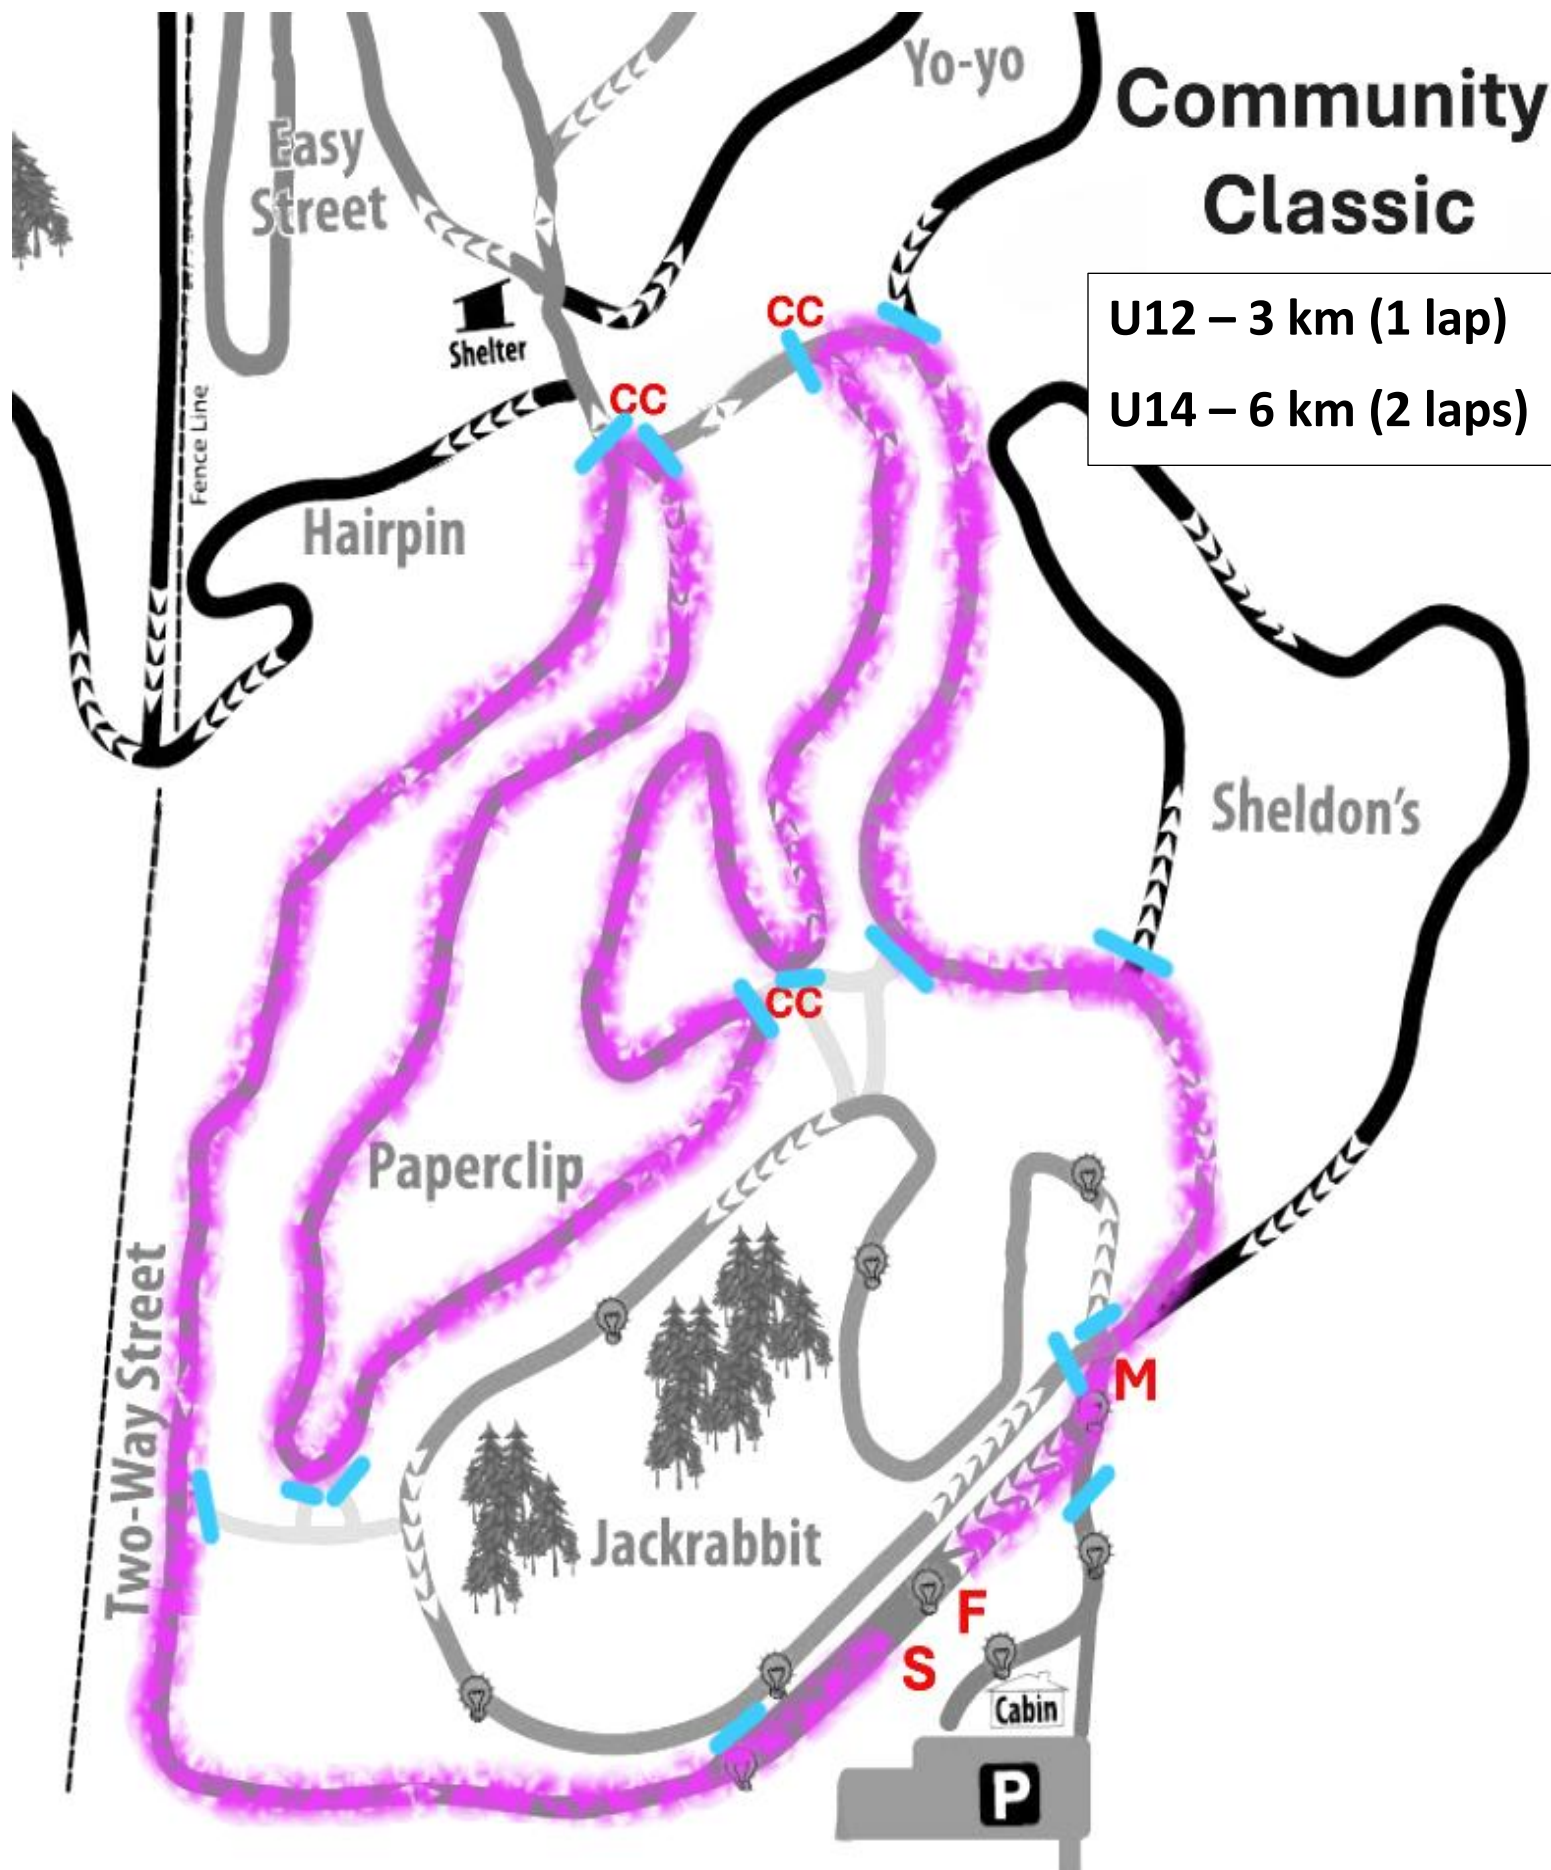 Yo-yo
Community
Classic
Easy
Street
U12 – 3 km (1 lap)
U14 – 6 km (2 laps)
CC
Shelter
CC
Fence Line
Hairpin
Sheldon's
CC
Paperclip
Two-Way Street
M
Jackrabbit
F
S
Cabin
P